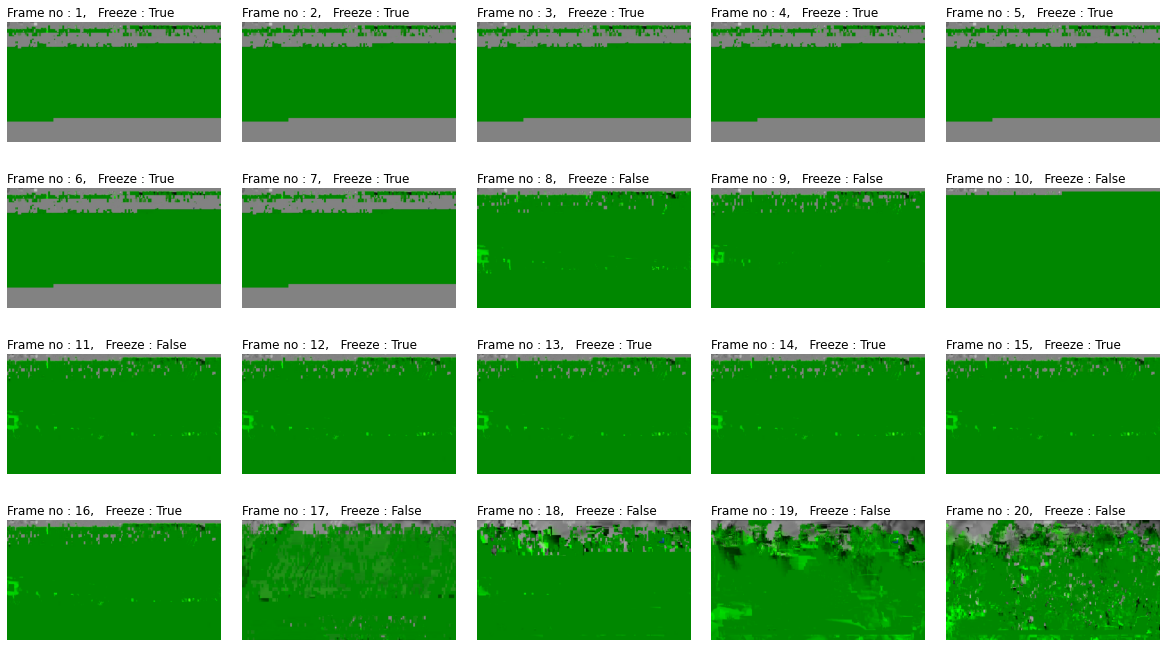 Frame no : 1,   Freeze : True
Frame no : 2,   Freeze : True
Frame no : 3,   Freeze : True
Frame no : 4,   Freeze : True
Frame no : 5,   Freeze : True
Frame no : 6,   Freeze : True
Frame no : 7,   Freeze : True
Frame no : 8,   Freeze : False
Frame no : 9,   Freeze : False
Frame no : 10,   Freeze : False
Frame no : 11,   Freeze : False
Frame no : 12,   Freeze : True
Frame no : 13,   Freeze : True
Frame no : 14,   Freeze : True
Frame no : 15,   Freeze : True
Frame no : 16,   Freeze : True
Frame no : 17,   Freeze : False
Frame no : 18,   Freeze : False
Frame no : 19,   Freeze : False
Frame no : 20,   Freeze : False